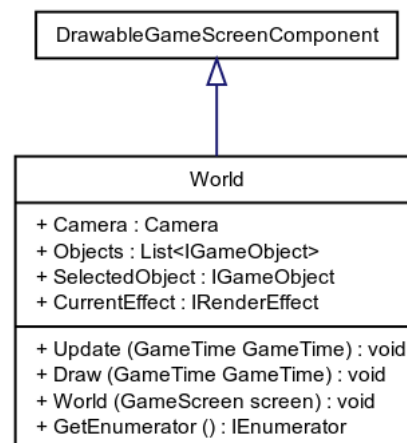 DrawableGameScreenComponent
World
+ Camera : Camera
+ Objects : List<IGameObject>
+ SelectedObject : IGameObject
+ CurrentEffect : IRenderEffect
+ Update (GameTime GameTime) : void
+ Draw (GameTime GameTime) : void
+ World (GameScreen screen) : void
+ GetEnumerator () : IEnumerator